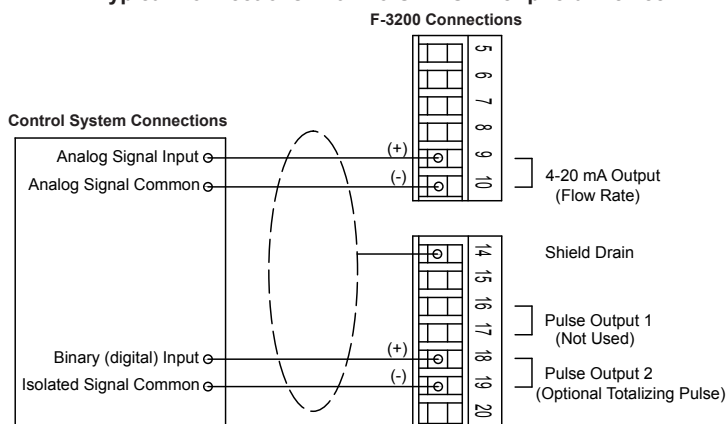 F-3200 Connections
Control System Connections
5
6
7
8
9
10
Analog Signal Input
(+)
Analog Signal Common
(-)
4-20 mA Output
(Flow Rate)
14
15
16
17
18
19
20
Shield Drain
Pulse Output 1
(Not Used)
Binary (digital) Input
(+)
Isolated Signal Common
(-)
Pulse Output 2
(Optional Totalizing Pulse)